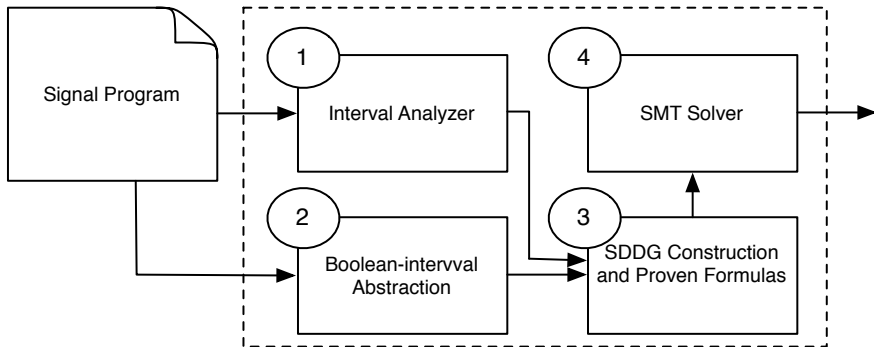 Signal Program
1
Interval Analyzer
2
Boolean-intervval
Abstraction
3
SDDG Construction
and Proven Formulas
4
SMT Solver